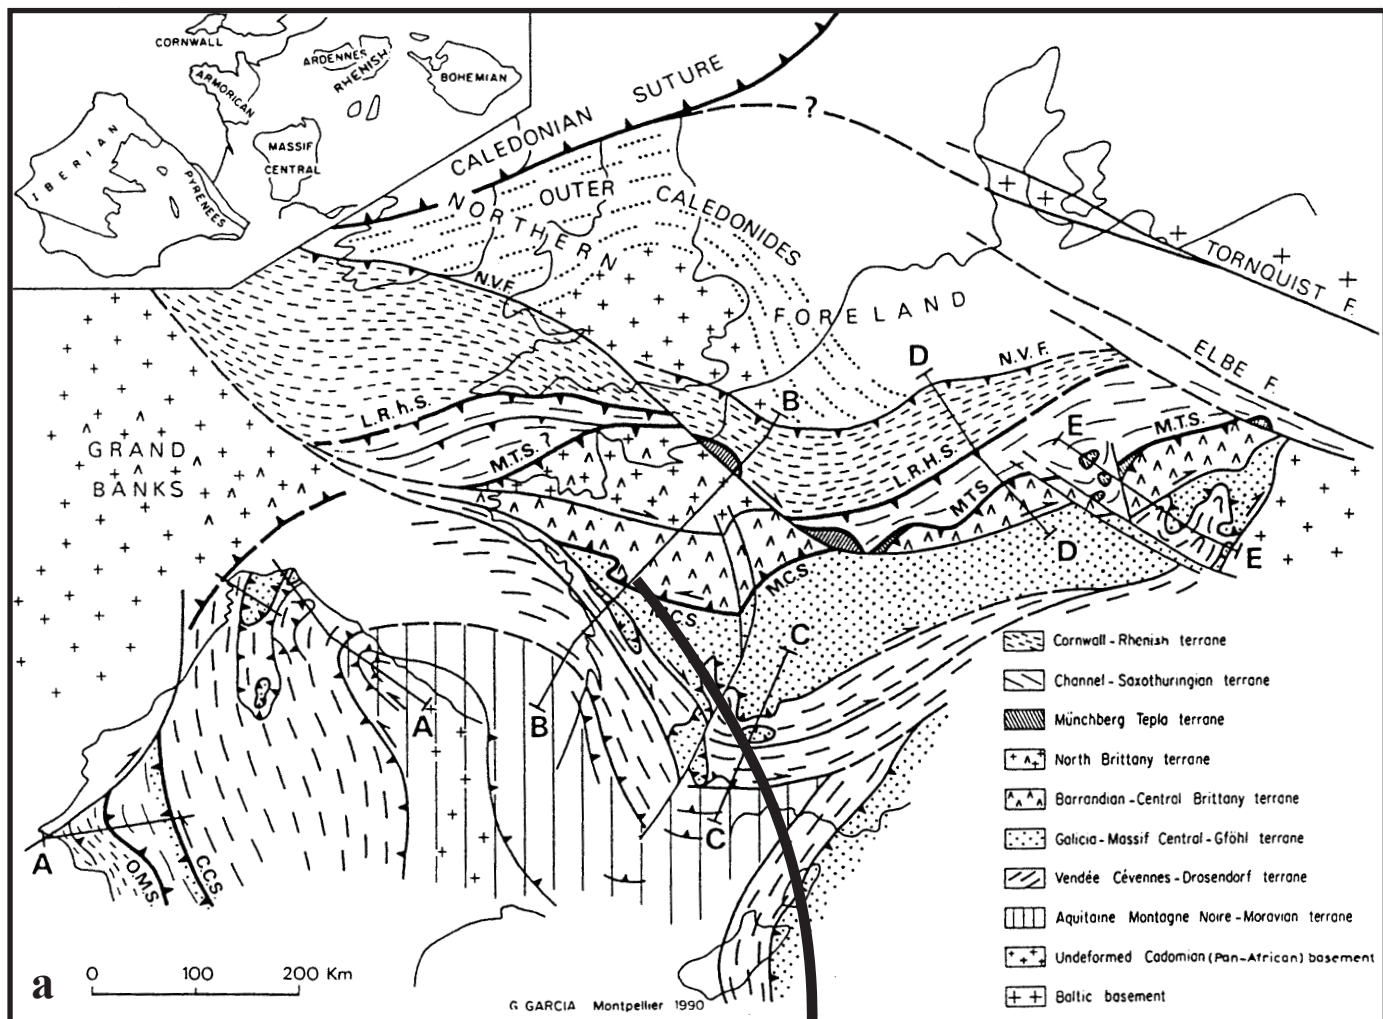 CORNWALL
ARDENNES
RHENISH
BOHEMIAN
ARMORICAN
MASSIF
CENTRAL
IBERIAN
PYRENEES
CALEDONIAN SUTURE
?
OUTER
CALEDONIDES
NORTHERN
N.V.F.
FORELAND
TORNQUIST F.
ELBE F.
GRAND
BANKS
L.R.h.S.
M.T.S. ?
B
D
N.V.F.
E
M.T.S.
L.R.H.S.
M.T.S.
D
E
M.C.S.
C.S
C
A
B
C
A
O.M.S.
C.C.S.
Cornwall-Rhenish terrane
Channel-Saxothuringian terrane
Münchberg Tepla terrane
North Brittany terrane
Barrandian-Central Brittany terrane
Galicia-Massif Central-Gföhl terrane
Vendée Cévennes-Drosendorf terrane
Aquitaine Montagne Noire-Moravian terrane
Undeformed Cadomian (Pan-African) basement
Baltic basement
a
0 100 200 Km
G GARCIA Montpellier 1990